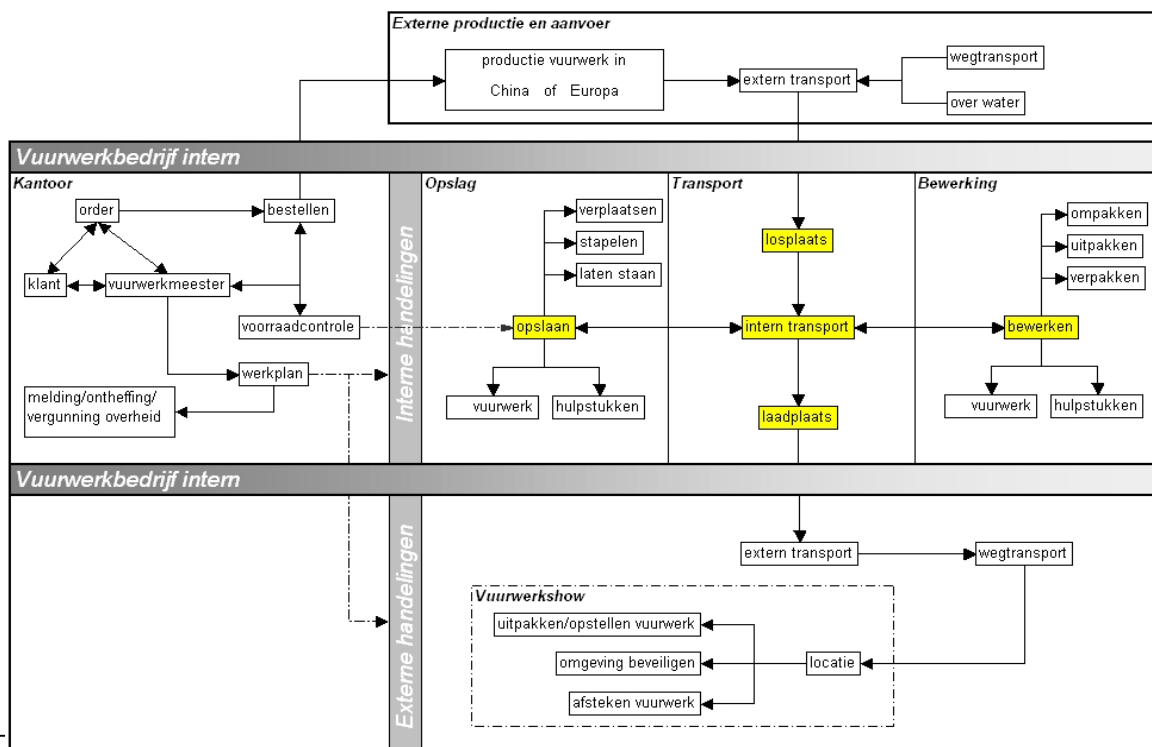 Externe productie en aanvoer
productie vuurwerk in
China of Europa
extern transport
wegtransport
over water
Vuurwerkbedrijf intern
Kantoor
order
bestellen
klant
vuurwerkmeester
voorraadcontrole
werkplan
melding/ontheffing/
vergunning overheid
Interne handelingen
Opslag
verplaatsen
stapelen
laten staan
opslaan
vuurwerk
hulpstukken
Transport
losplaats
intern transport
laadplaats
Bewerking
ompakken
uitpakken
verpakken
bewerken
vuurwerk
hulpstukken
Vuurwerkbedrijf intern
Externe handelingen
extern transport
wegtransport
Vuurwerkshow
uitpakken/opstellen vuurwerk
omgeving beveiligen
locatie
afsteken vuurwerk